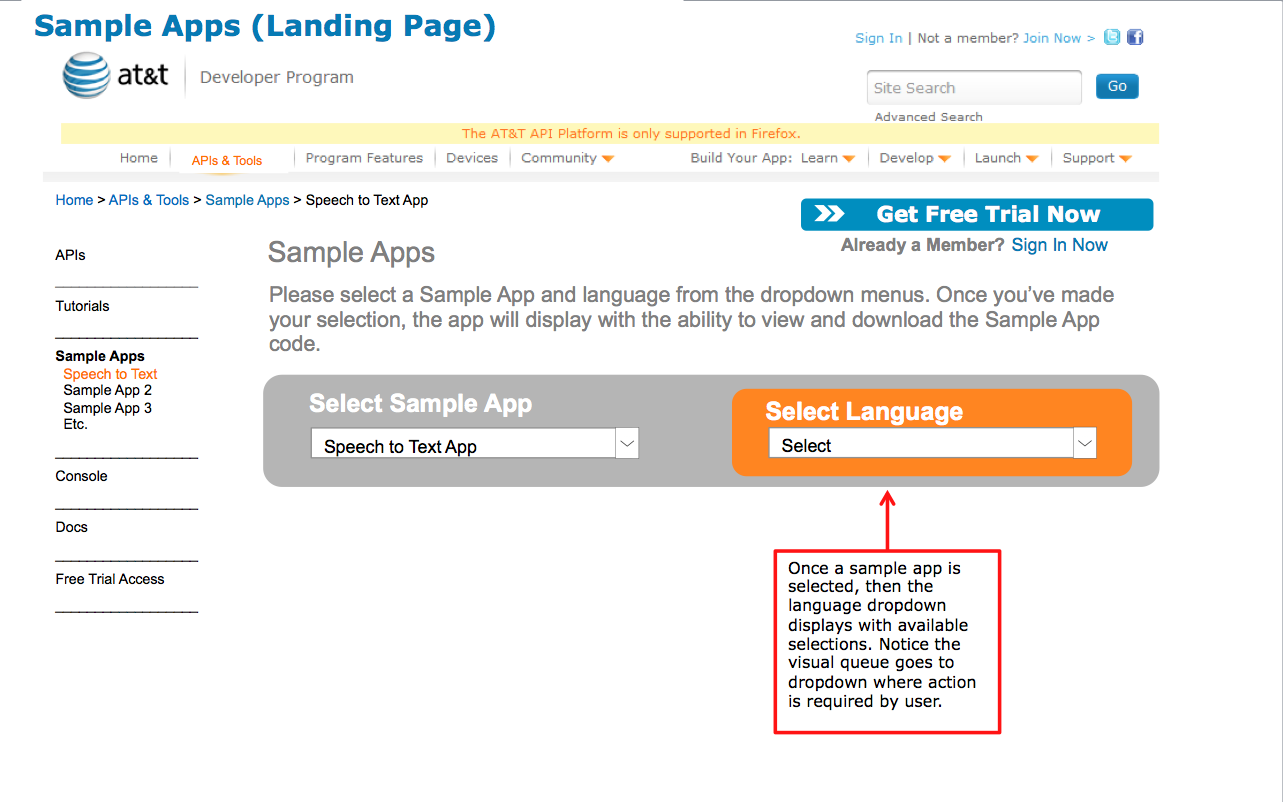 Sample Apps (Landing Page)
Sign In | Not a member? Join Now >
at&t Developer Program
Site Search Go
Advanced Search
The AT&T API Platform is only supported in Firefox.
Home APIs & Tools Program Features Devices Community Build Your App: Learn Develop Launch Support
Home > APIs & Tools > Sample Apps > Speech to Text App
Get Free Trial Now
Already a Member? Sign In Now
APIs
Tutorials
Sample Apps
Speech to Text
Sample App 2
Sample App 3
Etc.
Console
Docs
Free Trial Access
Sample Apps
Please select a Sample App and language from the dropdown menus. Once you’ve made
your selection, the app will display with the ability to view and download the Sample App
code.
Select Sample App
Speech to Text App
Select Language
Select
Once a sample app is
selected, then the
language dropdown
displays with available
selections. Notice the
visual queue goes to
dropdown where action
is required by user.